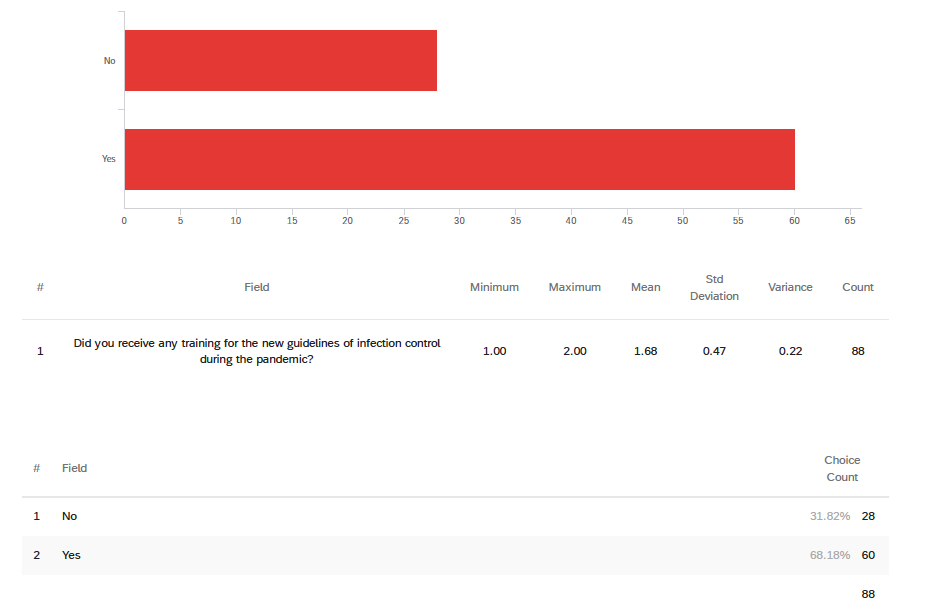 No
Yes
0 5 10 15 20 25 30 35 40 45 50 55 60 65
# Field Minimum Maximum Mean Std Deviation Variance Count
1 Did you receive any training for the new guidelines of infection control
during the pandemic? 1.00 2.00 1.68 0.47 0.22 88
# Field Choice Count
1 No 31.82% 28
2 Yes 68.18% 60
88